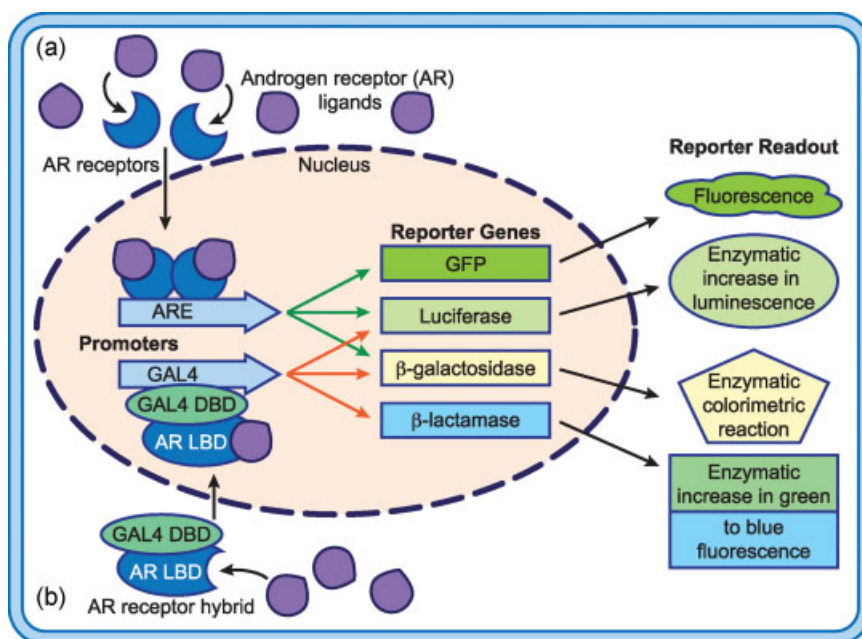 (a)
Androgen receptor (AR)
ligands
AR receptors
Nucleus
Reporter Readout
Fluorescence
Reporter Genes
GFP
Enzymatic
increase in
luminescence
ARE
Luciferase
Promoters
GAL4
β-galactosidase
Enzymatic
colorimetric
reaction
GAL4 DBD
AR LBD
β-lactamase
Enzymatic
increase in green
to blue
fluorescence
GAL4 DBD
AR LBD
(b)
AR receptor hybrid